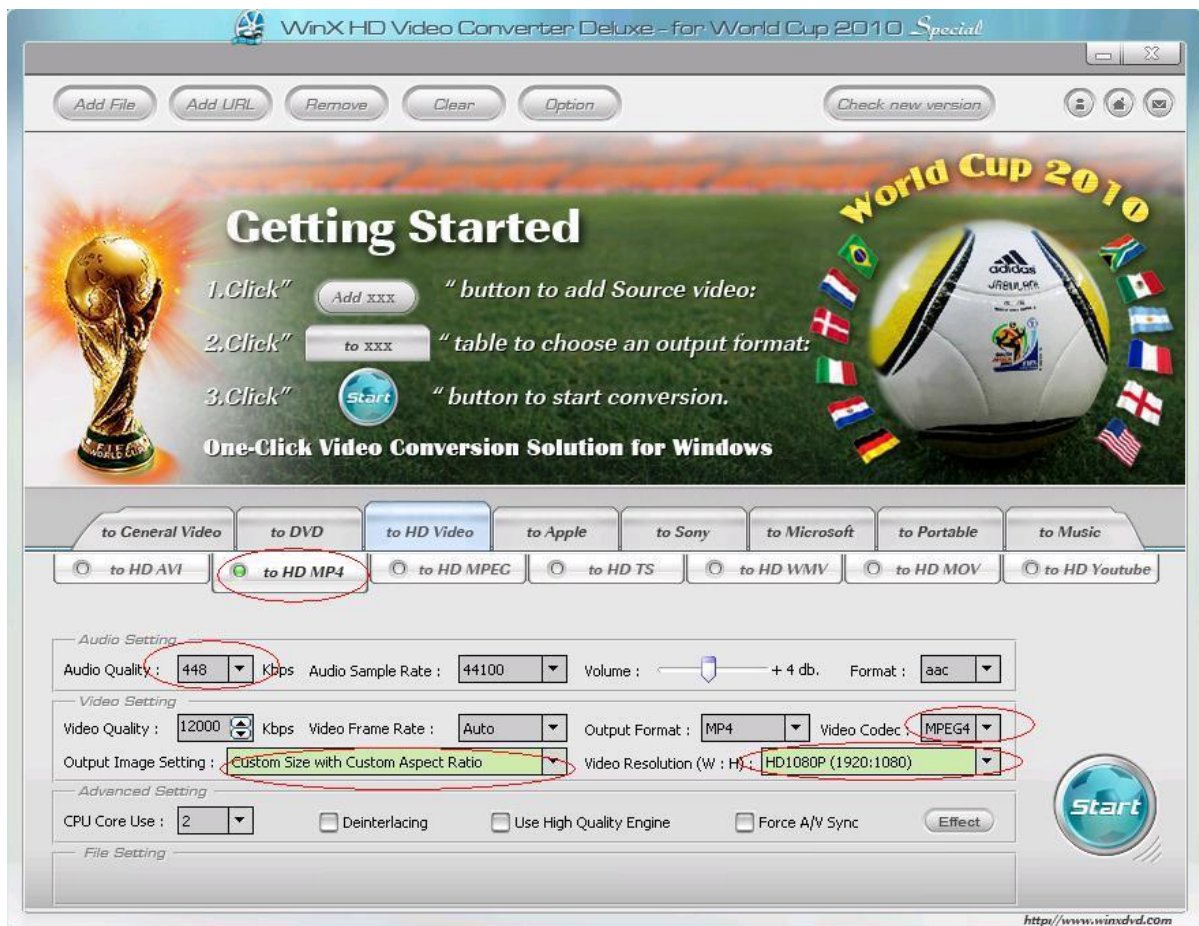 WinX HD Video Converter Deluxe - for World Cup 2010 Special
Add File Add URL Remove Clear Option Check new version
World Cup 2010
Getting Started
1.Click" Add xxx " button to add Source video:
2.Click" to xxx " table to choose an output format:
3.Click" Start " button to start conversion.
One-Click Video Conversion Solution for Windows
adidas
JABULANI
FIFA
WORLD CUP
to General Video to DVD to HD Video to Apple to Sony to Microsoft to Portable to Music
to HD AVI to HD MP4 to HD MPEG to HD TS to HD WMV to HD MOV to HD Youtube
Audio Setting
Audio Quality : 448 Kbps Audio Sample Rate : 44100 Volume : + 4 db. Format : aac
Video Setting
Video Quality : 12000 Kbps Video Frame Rate : Auto Output Format : MP4 Video Codec : MPEG4
Output Image Setting : Custom Size with Custom Aspect Ratio Video Resolution (W : H) : HD1080P (1920:1080)
Advanced Setting
CPU Core Use : 2 Deinterlacing Use High Quality Engine Force A/V Sync Effect
Start
File Setting
http://www.winxdvd.com